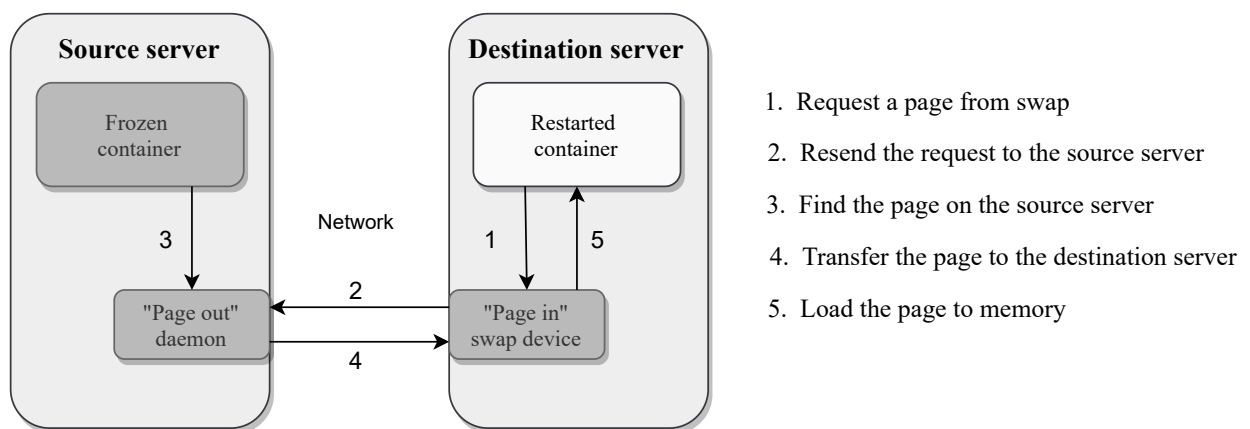 Source server
Frozen
container
3
"Page out"
daemon
Network
2
4
Destination server
Restarted
container
1
5
"Page in"
swap device
1. Request a page from swap
2. Resend the request to the source server
3. Find the page on the source server
4. Transfer the page to the destination server
5. Load the page to memory